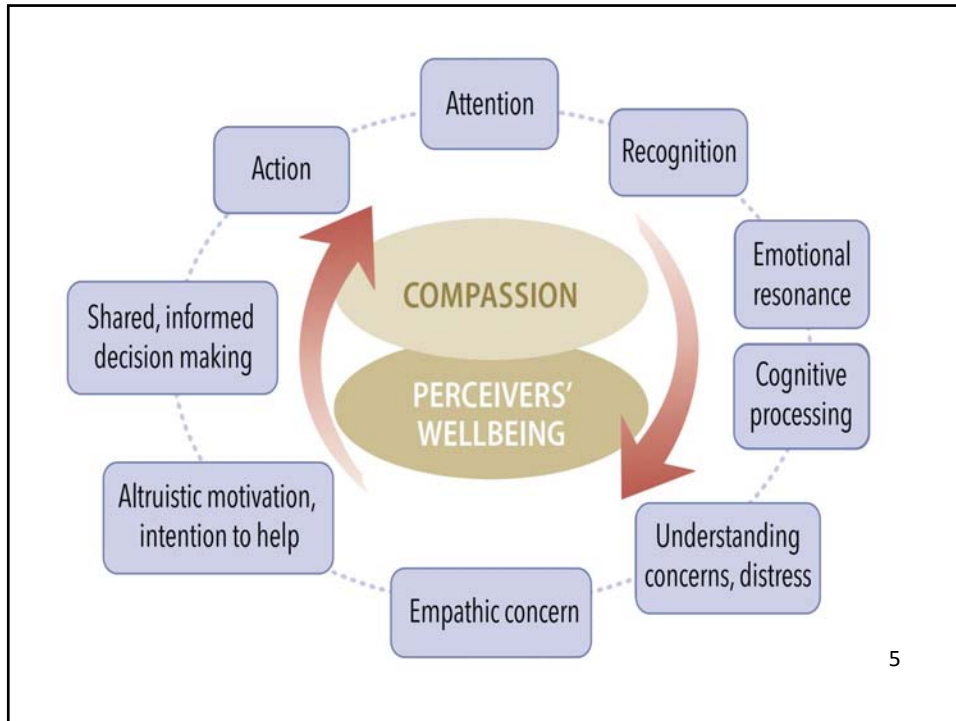 Attention
Recognition
Emotional
resonance
Cognitive
processing
Understanding
concerns, distress
Empathic concern
Altruistic motivation,
intention to help
Shared, informed
decision making
Action
COMPASSION
PERCEIVERS'
WELLBEING
5